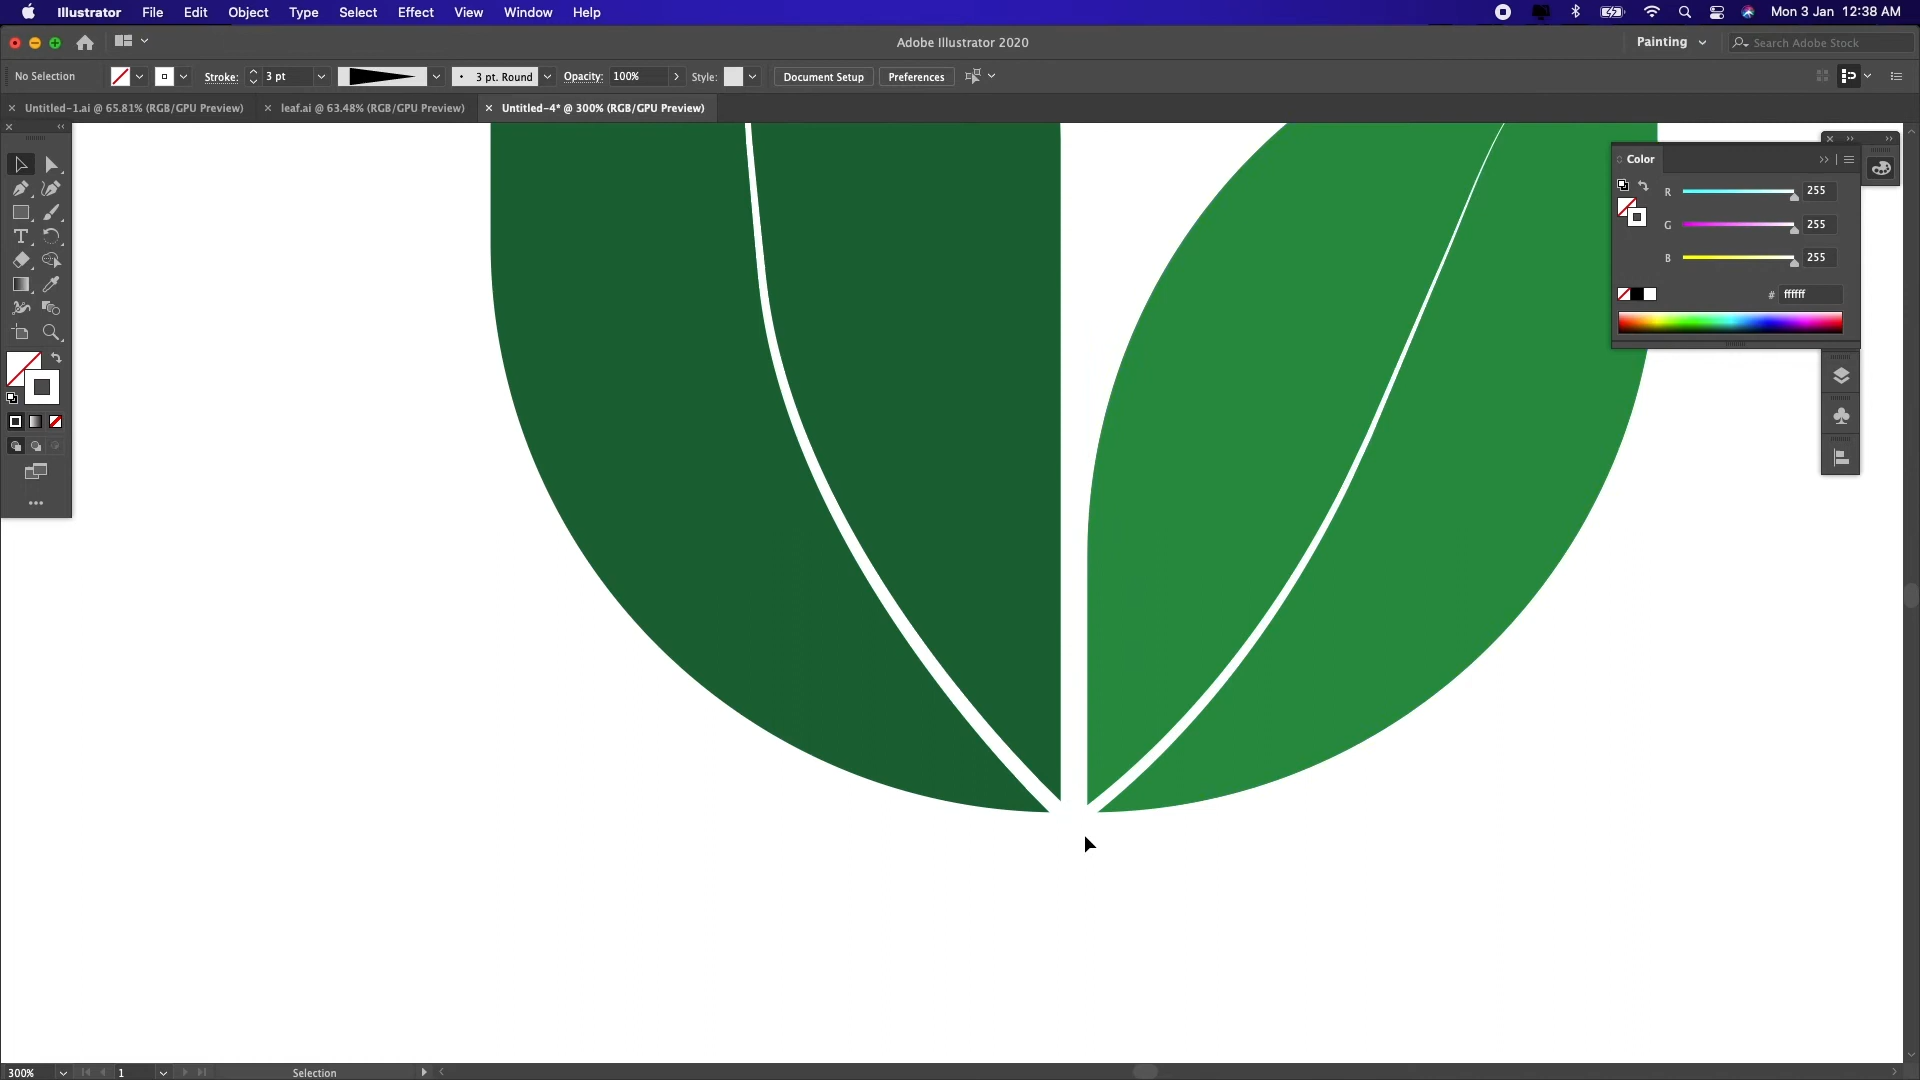 Illustrator File Edit Object Type Select Effect View Window Help Mon 3 Jan 12:38 AM
Adobe Illustrator 2020 Painting Search Adobe Stock
No Selection Stroke: 3 pt 3 pt. Round Opacity: 100% Style: Document Setup Preferences
Untitled-1.ai @ 65.81% (RGB/GPU Preview) leaf.ai @ 63.48% (RGB/GPU Preview) Untitled-4* @ 300% (RGB/GPU Preview)
Color
R 255
G 255
B 255
# ffffff
300% 1 Selection